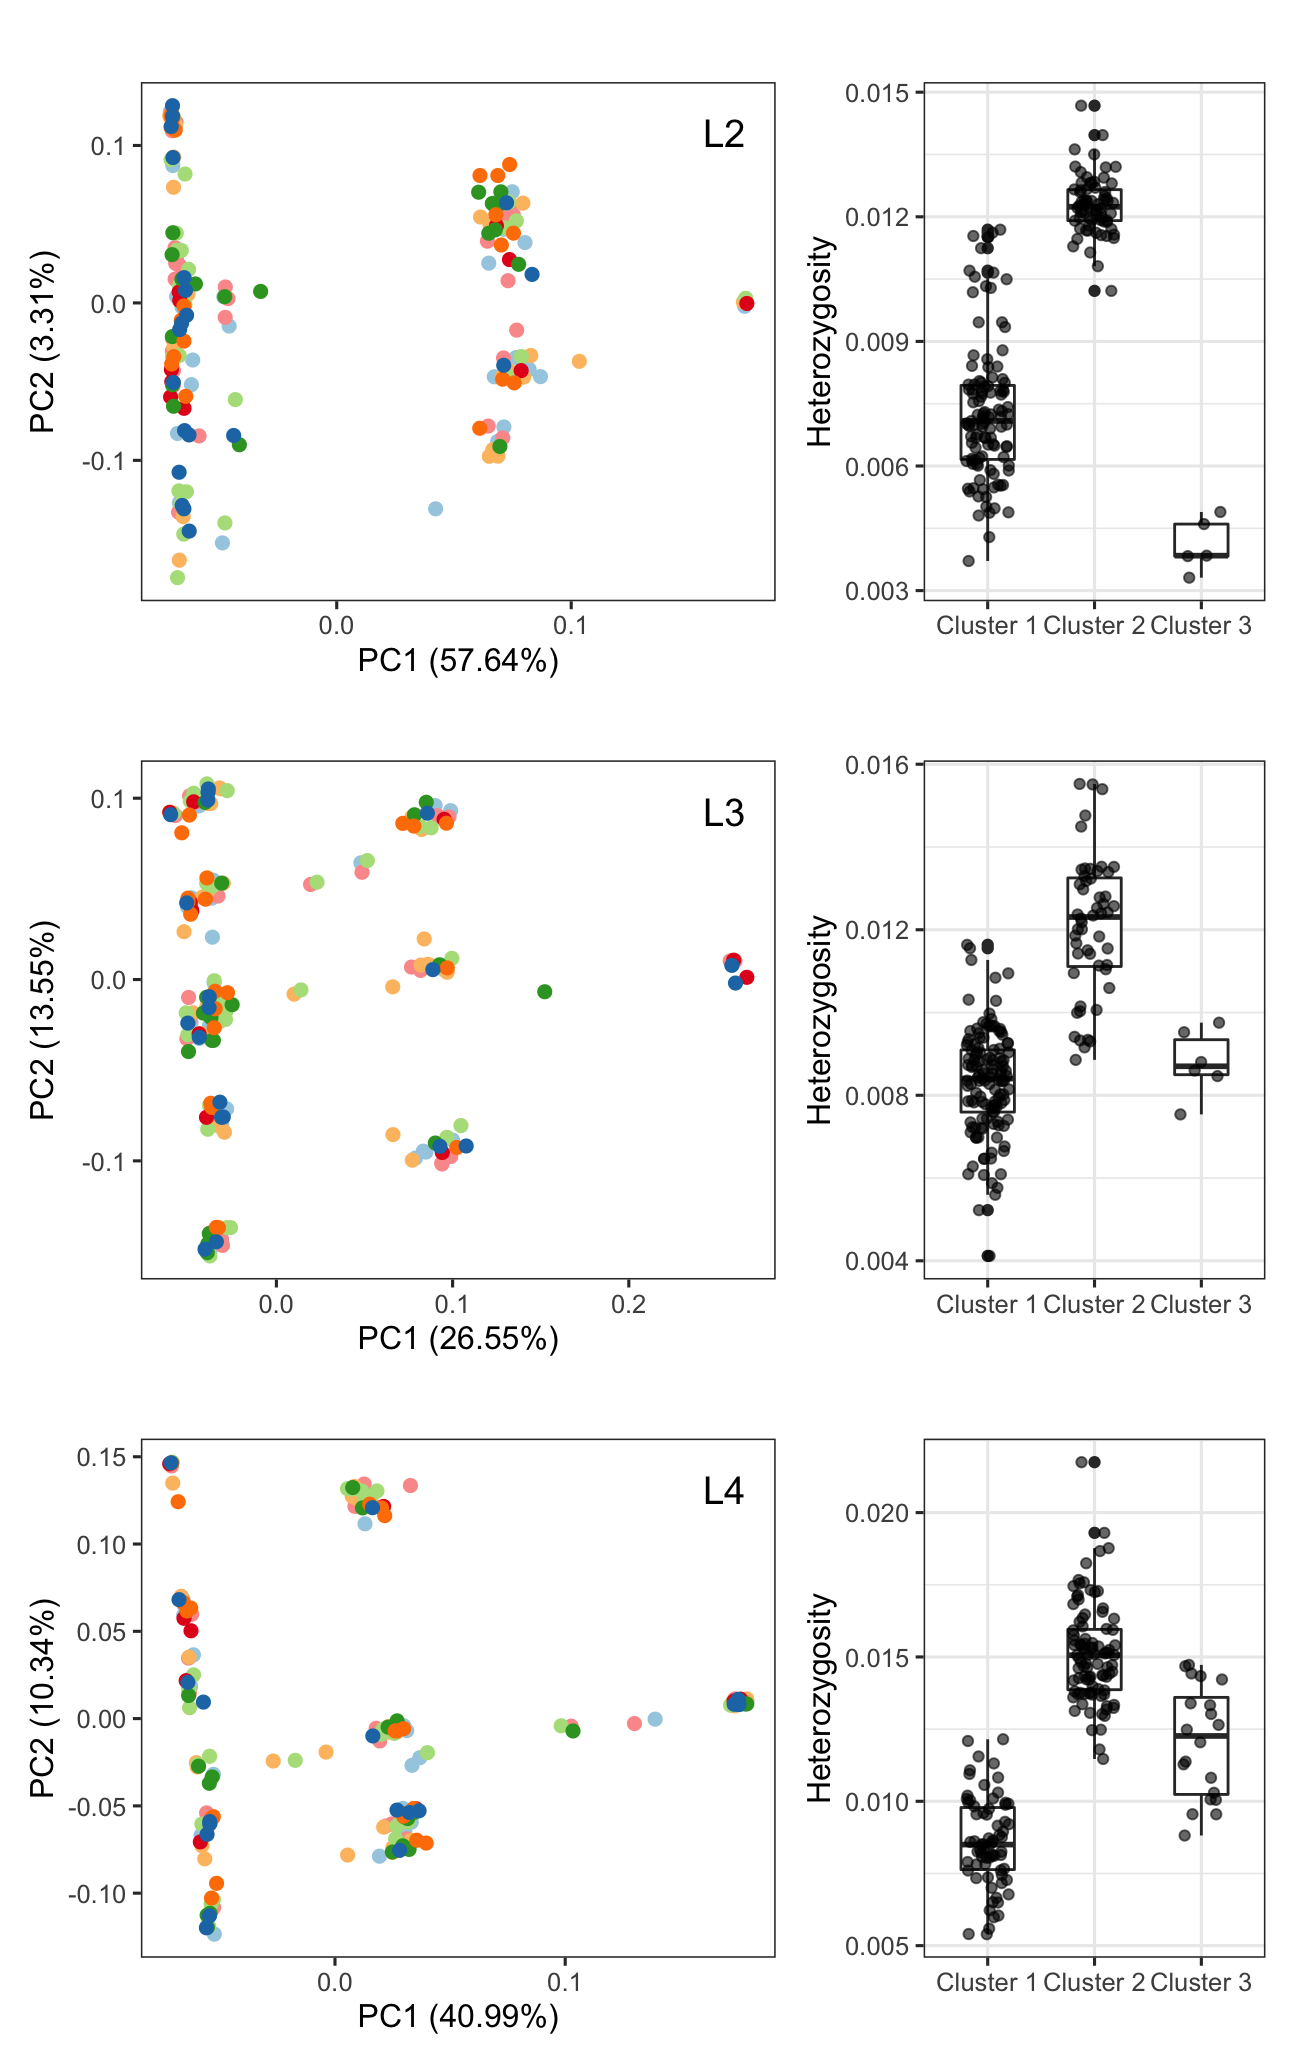 L2
0.1
0.0
-0.1
PC2 (3.31%)
0.0 0.1
PC1 (57.64%)
0.015
0.012
0.009
0.006
0.003
Heterozygosity
Cluster 1 Cluster 2 Cluster 3
L3
0.1
0.0
-0.1
PC2 (13.55%)
0.0 0.1 0.2
PC1 (26.55%)
0.016
0.012
0.008
0.004
Heterozygosity
Cluster 1 Cluster 2 Cluster 3
L4
0.15
0.10
0.05
0.00
-0.05
-0.10
PC2 (10.34%)
0.0 0.1
PC1 (40.99%)
0.020
0.015
0.010
0.005
Heterozygosity
Cluster 1 Cluster 2 Cluster 3